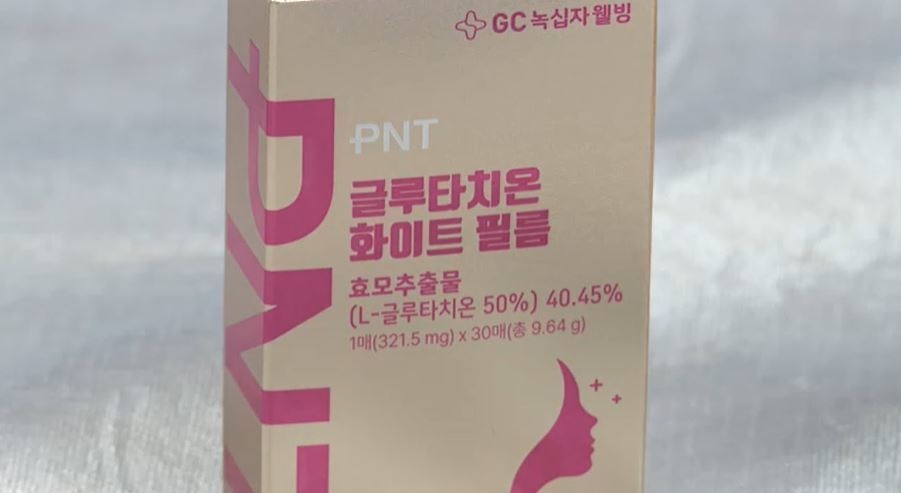 GC 녹십자웰빙
PNT
글루타치온
화이트 필름
효모추출물
(L-글루타치온 50%) 40.45%
1매(321.5 mg) x 30매(총 9.64 g)
PNT